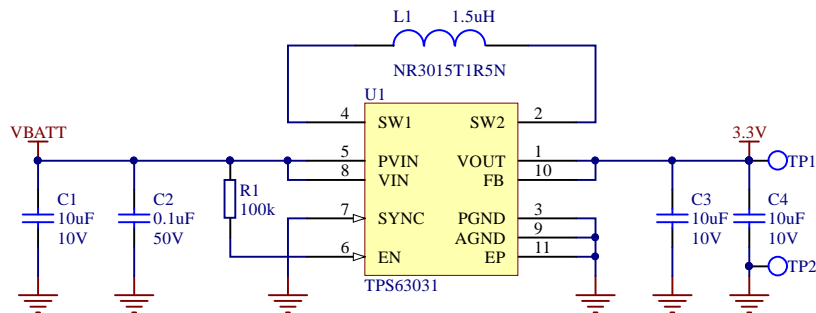 L1 1.5uH
NR3015T1R5N
U1
4 SW1 SW2 2
VBATT 3.3V
5 PVIN VOUT 1
TP1
8 VIN FB 10
R1
100k
C1
10uF
10V
C2
0.1uF
50V
7 SYNC PGND 3
9 AGND
6 EN EP 11
TPS63031
C3
10uF
10V
C4
10uF
10V
TP2